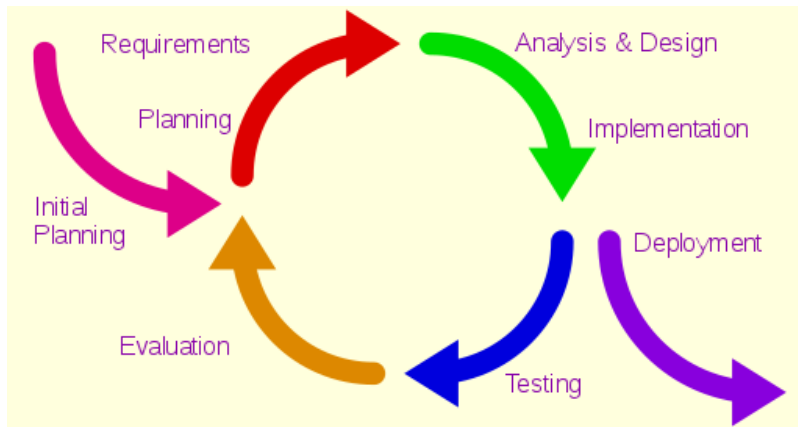 Requirements
Analysis & Design
Planning
Implementation
Initial
Planning
Deployment
Evaluation
Testing